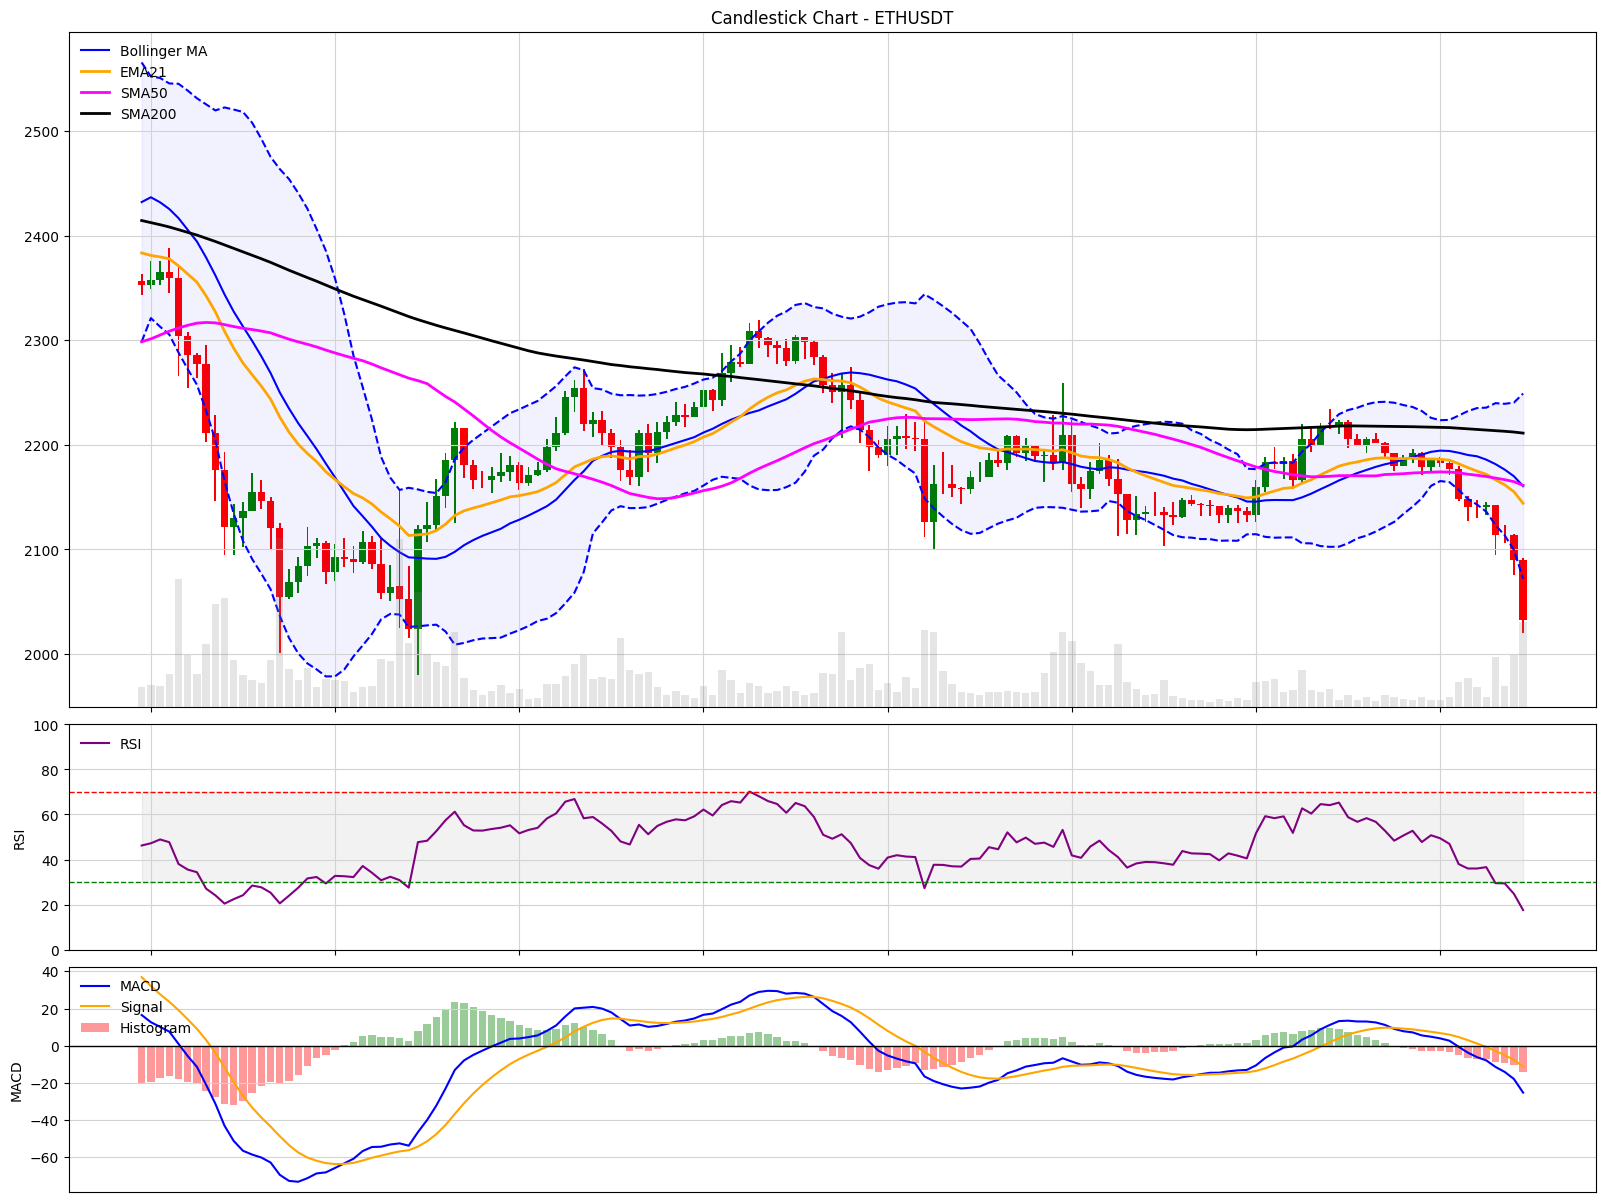 Candlestick Chart - ETHUSDT
Bollinger MA
EMA21
SMA50
SMA200
2500
2400
2300
2200
2100
2000
100
RSI
80
60
RSI
40
20
0
40
MACD
20
Signal
Histogram
0
MACD
−20
−40
−60